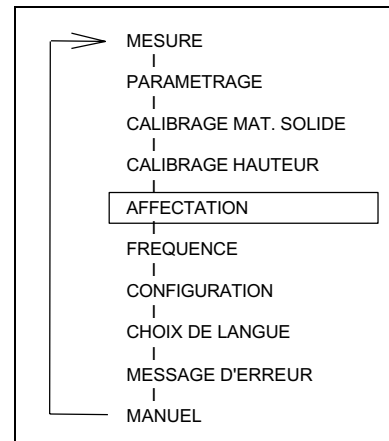 MESURE
PARAMETRAGE
CALIBRAGE MAT. SOLIDE
CALIBRAGE HAUTEUR
AFFECTATION
FREQUENCE
CONFIGURATION
CHOIX DE LANGUE
MESSAGE D'ERREUR
MANUEL